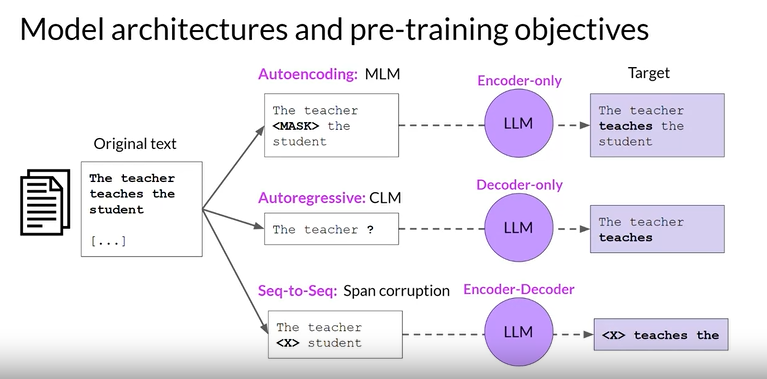 Model architectures and pre-training objectives
Original text
The teacher
teaches the
student
[...]
Autoencoding: MLM
The teacher
<MASK> the
student
Encoder-only
LLM
Target
The teacher
teaches the
student
Autoregressive: CLM
The teacher ?
Decoder-only
LLM
The teacher
teaches
Seq-to-Seq: Span corruption
The teacher
<X> student
Encoder-Decoder
LLM
<X> teaches the